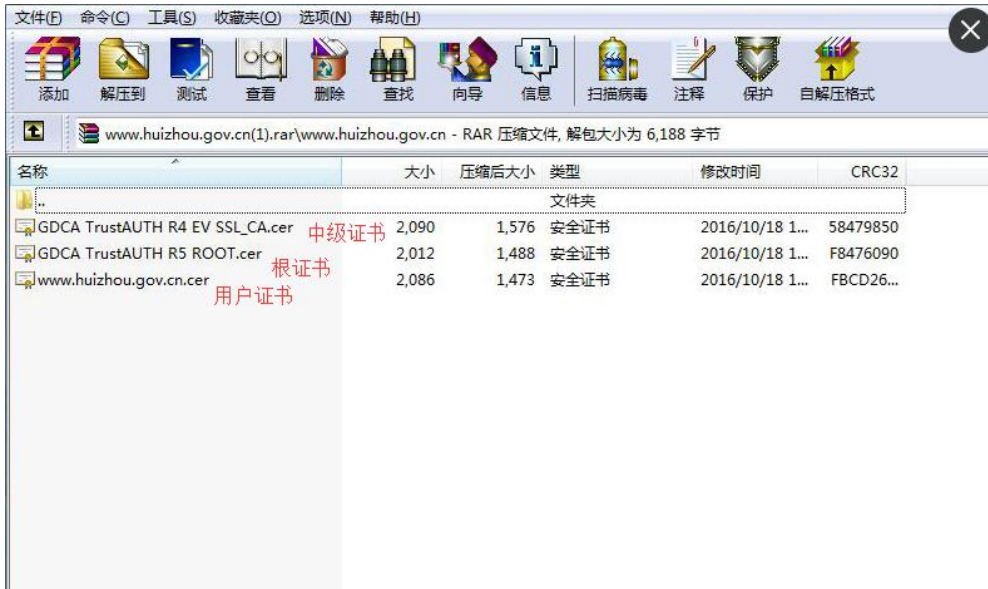 文件(F) 命令(C) 工具(S) 收藏夹(O) 选项(N) 帮助(H)
添加 解压到 测试 查看 删除 查找 向导 信息 扫描病毒 注释 保护 自解压格式
www.huizhou.gov.cn(1).rar\www.huizhou.gov.cn - RAR 压缩文件, 解包大小为 6,188 字节
名称 大小 压缩后大小 类型 修改时间 CRC32
.. 文件夹
GDCA TrustAUTH R4 EV SSL_CA.cer 中级证书 2,090 1,576 安全证书 2016/10/18 1... 58479850
GDCA TrustAUTH R5 ROOT.cer 根证书 2,012 1,488 安全证书 2016/10/18 1... F8476090
www.huizhou.gov.cn.cer 用户证书 2,086 1,473 安全证书 2016/10/18 1... FBCD26...